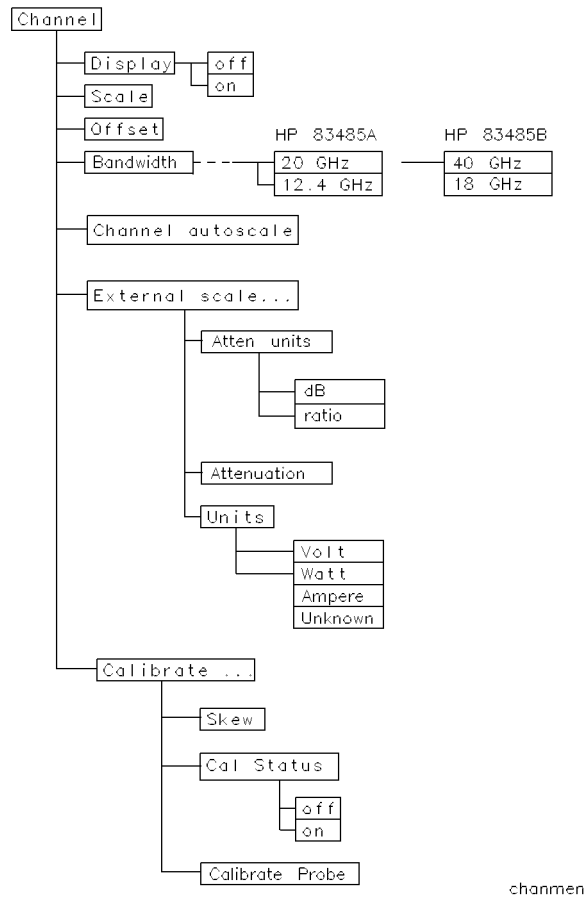 Channel
Display
off
on
Scale
Offset
HP 83485A
HP 83485B
Bandwidth
20 GHz
40 GHz
12.4 GHz
18 GHz
Channel autoscale
External scale...
Atten units
dB
ratio
Attenuation
Units
Volt
Watt
Ampere
Unknown
Calibrate ...
Skew
Cal Status
off
on
Calibrate Probe
chanmen